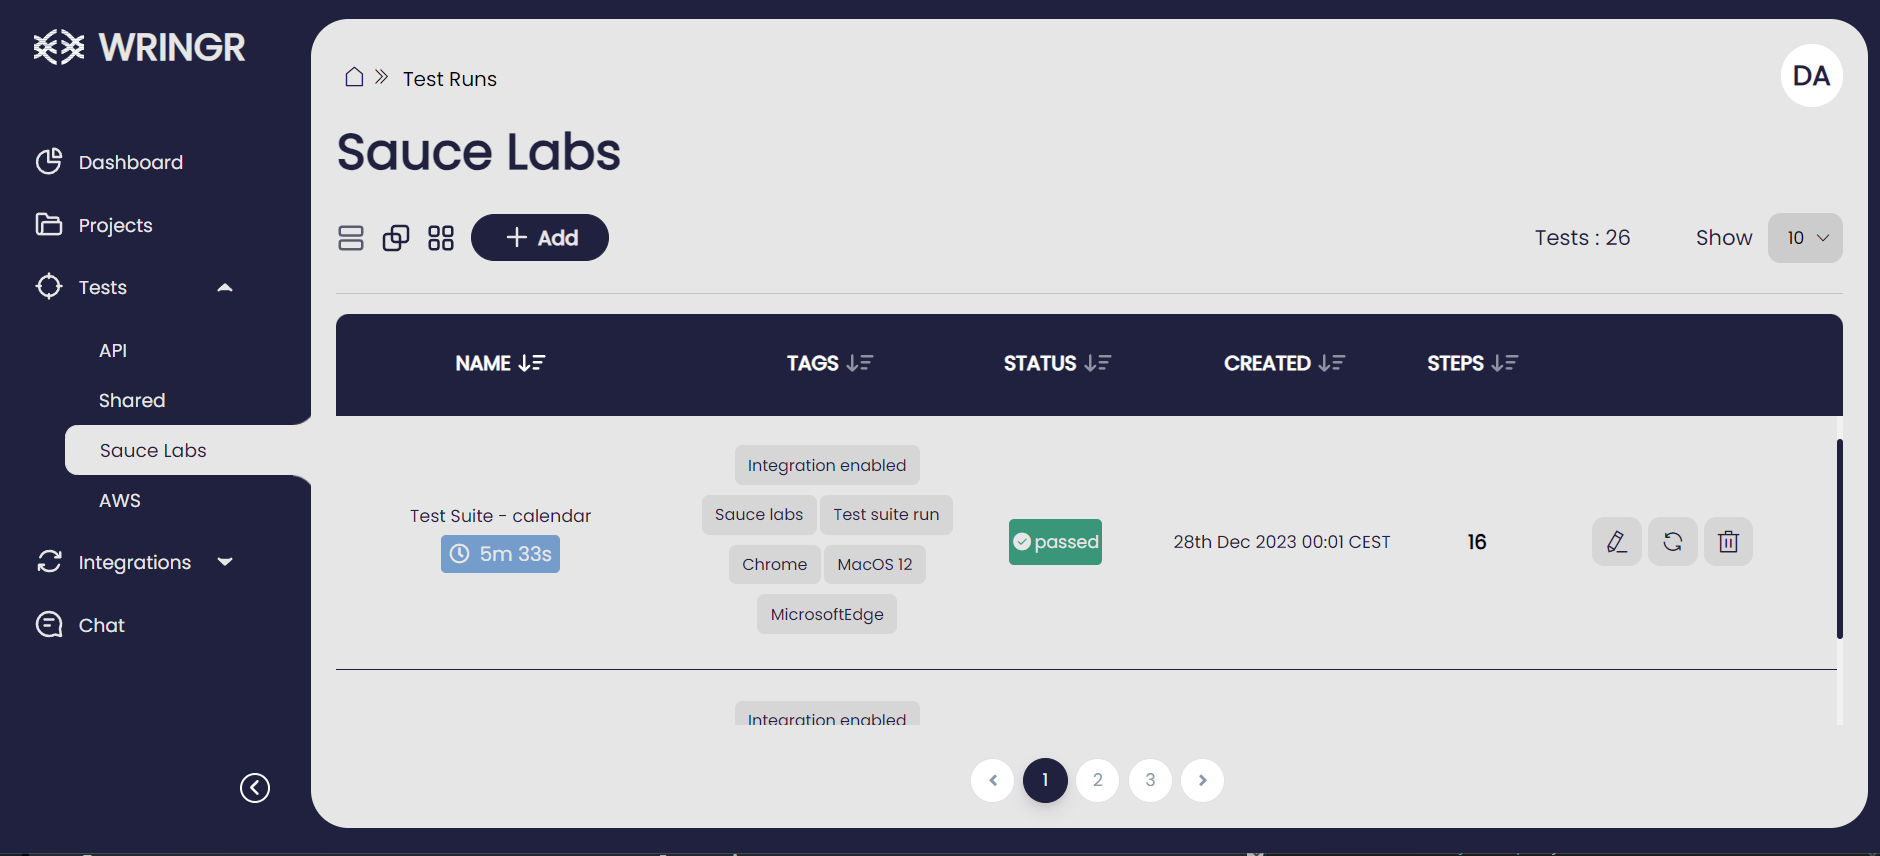 WRINGR
Dashboard
Projects
Tests
API
Shared
Sauce Labs
AWS
Integrations
Chat
Test Runs
DA
Sauce Labs
Add
Tests : 26
Show
10
NAME
TAGS
STATUS
CREATED
STEPS
Test Suite - calendar
5m 33s
Integration enabled
Sauce labs
Test suite run
Chrome
MacOS 12
MicrosoftEdge
passed
28th Dec 2023 00:01 CEST
16
Integration enabled
1
2
3